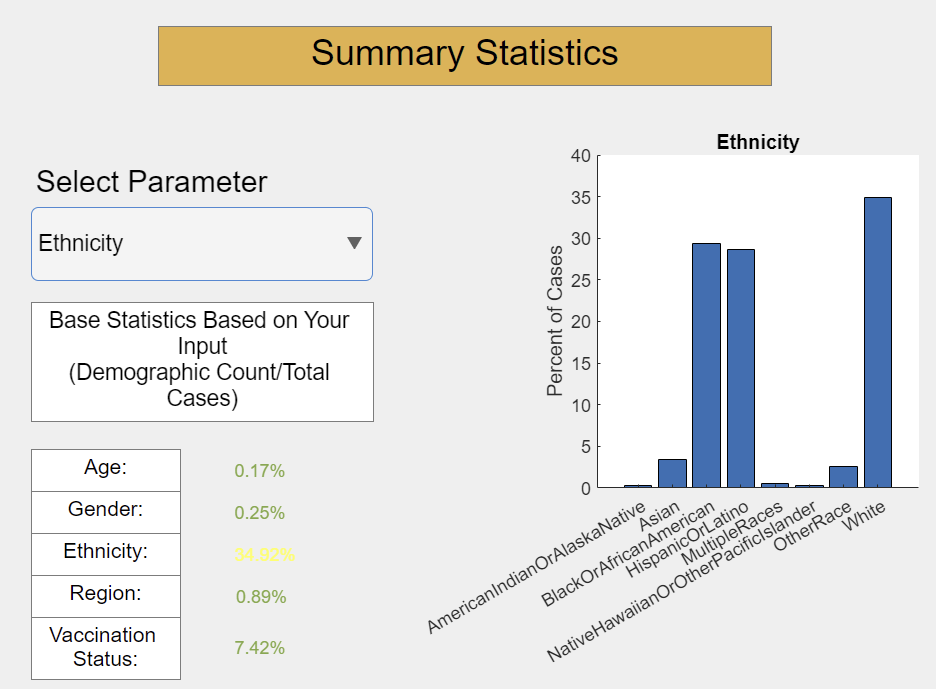 Summary Statistics
Select Parameter
Ethnicity
Base Statistics Based on Your
Input
(Demographic Count/Total
Cases)
Age:
0.17%
Gender:
0.25%
Ethnicity:
34.92%
Region:
0.89%
Vaccination
Status:
7.42%
Ethnicity
Percent of Cases
40
35
30
25
20
15
10
5
0
AmericanIndianOrAlaskaNative
Asian
BlackOrAfricanAmerican
HispanicOrLatino
MultipleRaces
NativeHawaiianOrOtherPacificIslander
OtherRace
White